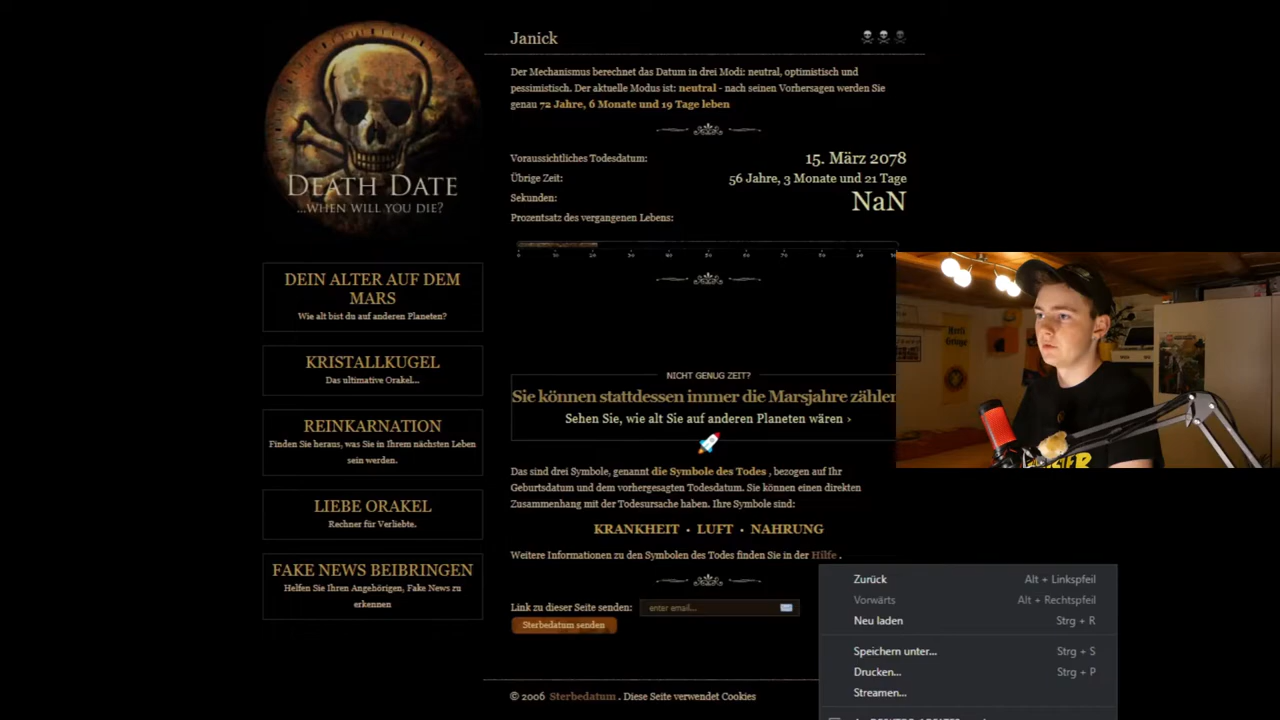 DEATH DATE
...WHEN WILL YOU DIE?
DEIN ALTER AUF DEM
MARS
Wie alt bist du auf anderen Planeten?
KRISTALLKUGEL
Das ultimative Orakel...
REINKARNATION
Finden Sie heraus, was Sie in Ihrem nächsten Leben
sein werden.
LIEBE ORAKEL
Rechner für Verliebte.
FAKE NEWS BEIBRINGEN
Helfen Sie Ihren Angehörigen, Fake News zu
erkennen
Janick
Der Mechanismus berechnet das Datum in drei Modi: neutral, optimistisch und
pessimistisch. Der aktuelle Modus ist: neutral - nach seinen Vorhersagen werden Sie
genau 72 Jahre, 6 Monate und 19 Tage leben
Voraussichtliches Todesdatum: 15. März 2078
Übrige Zeit: 56 Jahre, 3 Monate und 21 Tage
Sekunden: NaN
Prozentsatz des vergangenen Lebens:
0 10 20 30 40 50 60 70 80 90
NICHT GENUG ZEIT?
Sie können stattdessen immer die Marsjahre zählen
Sehen Sie, wie alt Sie auf anderen Planeten wären ›
Das sind drei Symbole, genannt die Symbole des Todes , bezogen auf Ihr
Geburtsdatum und dem vorhergesagten Todesdatum. Sie können einen direkten
Zusammenhang mit der Todesursache haben. Ihre Symbole sind:
KRANKHEIT • LUFT • NAHRUNG
Weitere Informationen zu den Symbolen des Todes finden Sie in der Hilfe .
Link zu dieser Seite senden: enter email...
Sterbedatum senden
© 2006 Sterbedatum . Diese Seite verwendet Cookies
Zurück Alt + Linkspfeil
Vorwärts Alt + Rechtspfeil
Neu laden Strg + R
Speichern unter... Strg + S
Drucken... Strg + P
Streamen...